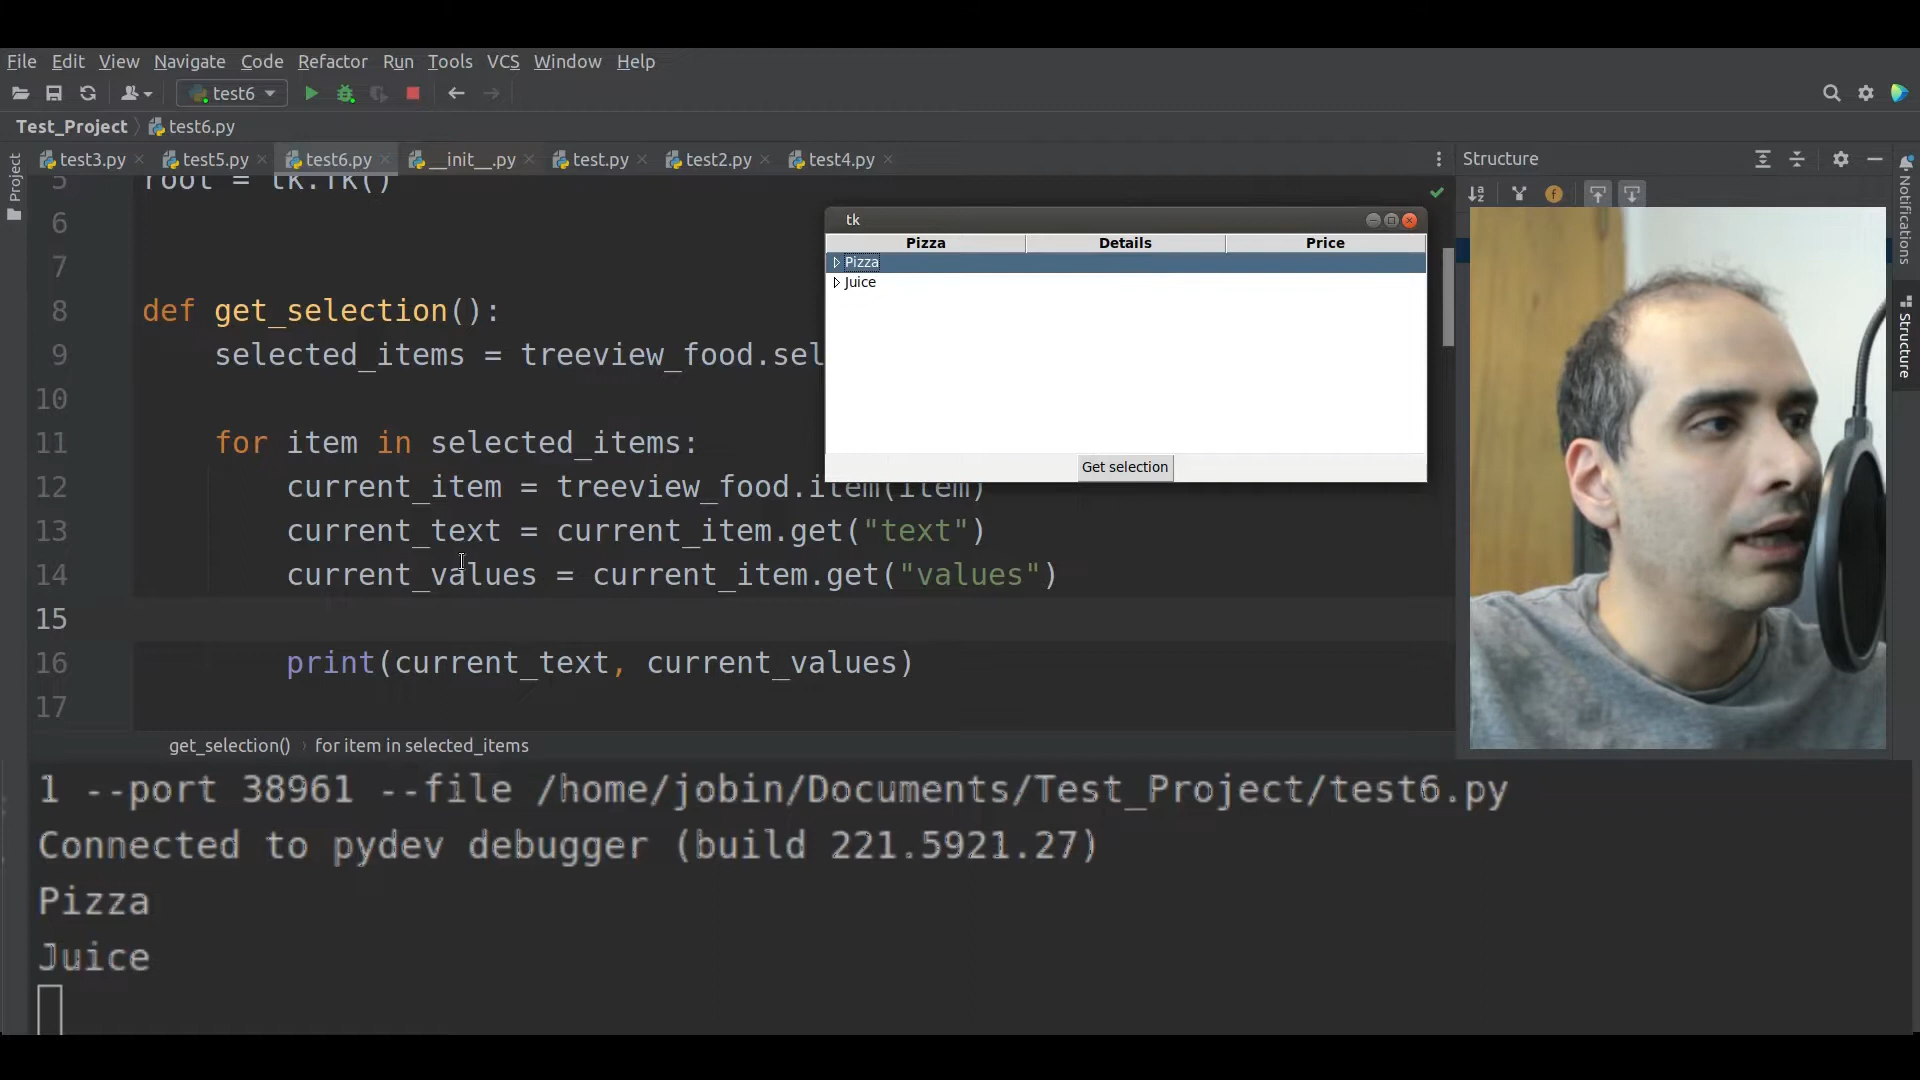 File Edit View Navigate Code Refactor Run Tools VCS Window Help
test6
Test_Project test6.py
test3.py test5.py test6.py __init__.py test.py test2.py test4.py
Structure
Project
Notifications
Structure
5 root = tk.Tk()
6
7
8 def get_selection():
9 selected_items = treeview_food.sel
10
11 for item in selected_items:
12 current_item = treeview_food.item(item)
13 current_text = current_item.get("text")
14 current_values = current_item.get("values")
15
16 print(current_text, current_values)
17
tk
Pizza Details Price
Pizza
Juice
Get selection
get_selection() for item in selected_items
1 --port 38961 --file /home/jobin/Documents/Test_Project/test6.py
Connected to pydev debugger (build 221.5921.27)
Pizza
Juice